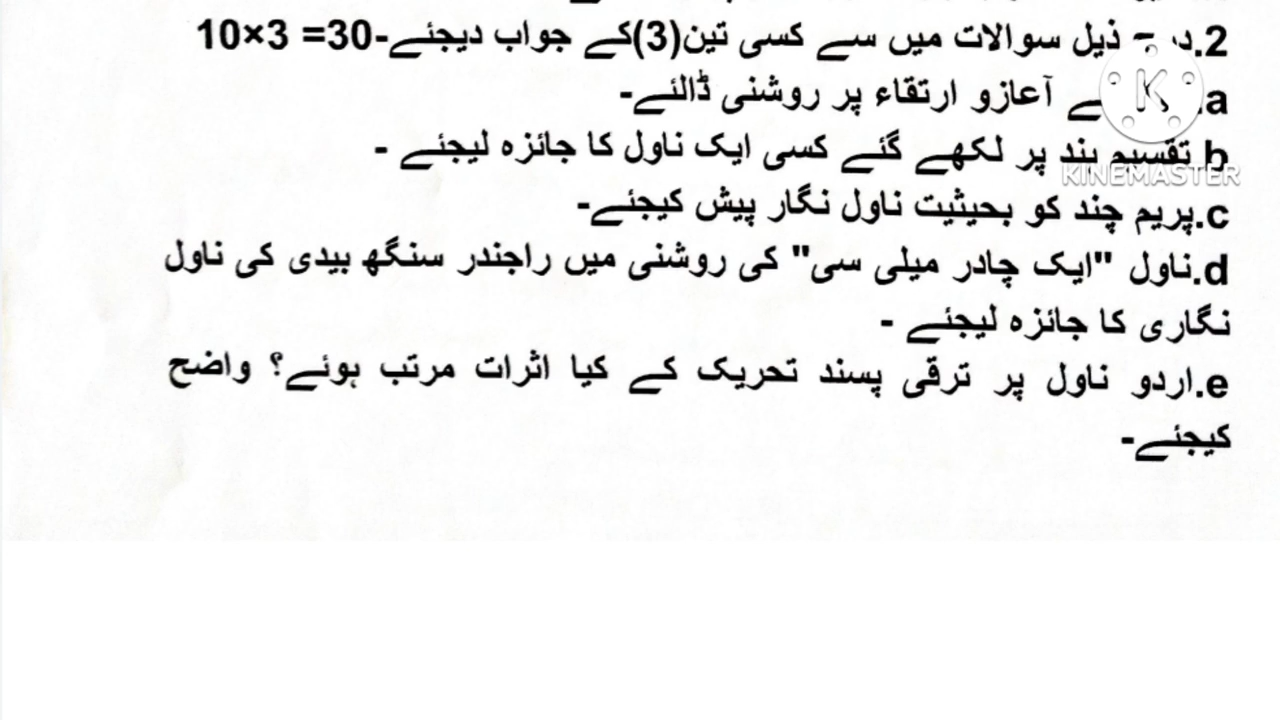 2. ذیل سوالات میں سے کسی تین(3)کے جواب دیجئے-30= 3×10
a. آعازو ارتقاء پر روشنی ڈالئے-
b تقسیم ہند پر لکھے گئے کسی ایک ناول کا جائزہ لیجئے -
KINEMASTER
c.پریم چند کو بحیثیت ناول نگار پیش کیجئے-
d.ناول "ایک چادر میلی سی" کی روشنی میں راجندر سنگھ بیدی کی ناول
نگاری کا جائزہ لیجئے -
e.اردو ناول پر ترقی پسند تحریک کے کیا اثرات مرتب ہوئے؟ واضح
کیجئے-